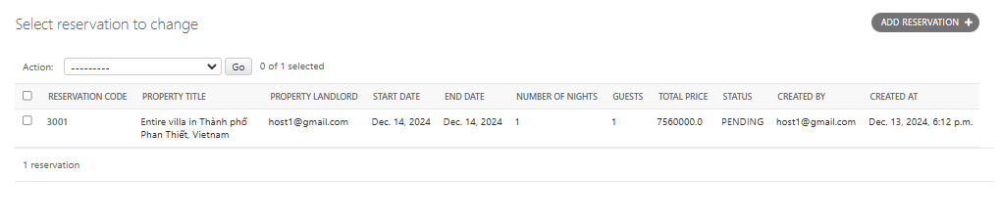 Select reservation to change
ADD RESERVATION +
Action: --------- Go 0 of 1 selected
RESERVATION CODE PROPERTY TITLE PROPERTY LANDLORD START DATE END DATE NUMBER OF NIGHTS GUESTS TOTAL PRICE STATUS CREATED BY CREATED AT
3001 Entire villa in Thành phố host1@gmail.com Dec. 14, 2024 Dec. 14, 2024 1 1 7560000.0 PENDING host1@gmail.com Dec. 13, 2024, 6:12 p.m.
Phan Thiết, Vietnam
1 reservation